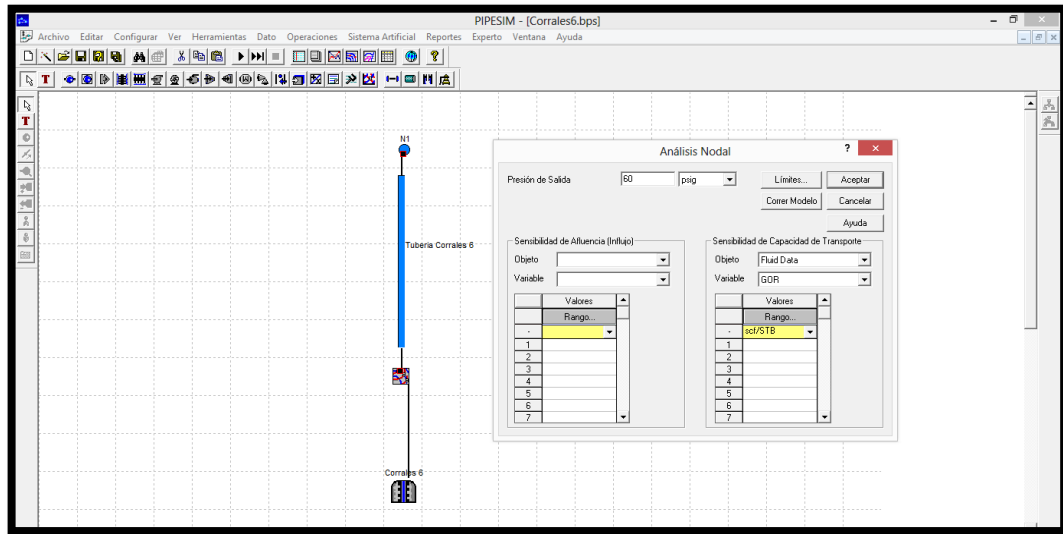 PIPESIM - [Corrales6.bps]
Archivo Editar Configurar Ver Herramientas Dato Operaciones Sistema Artificial Reportes Experto Ventana Ayuda
T
T
N1
Tuberia Corrales 6
Corrales 6
Análisis Nodal
Presión de Salida 60 psig Límites... Aceptar
Correr Modelo Cancelar
Ayuda
Sensibilidad de Afluencia (Influjo)
Objeto
Variable
Valores
Rango...
-
1
2
3
4
5
6
7
Sensibilidad de Capacidad de Transporte
Objeto Fluid Data
Variable GOR
Valores
Rango...
- scf/STB
1
2
3
4
5
6
7